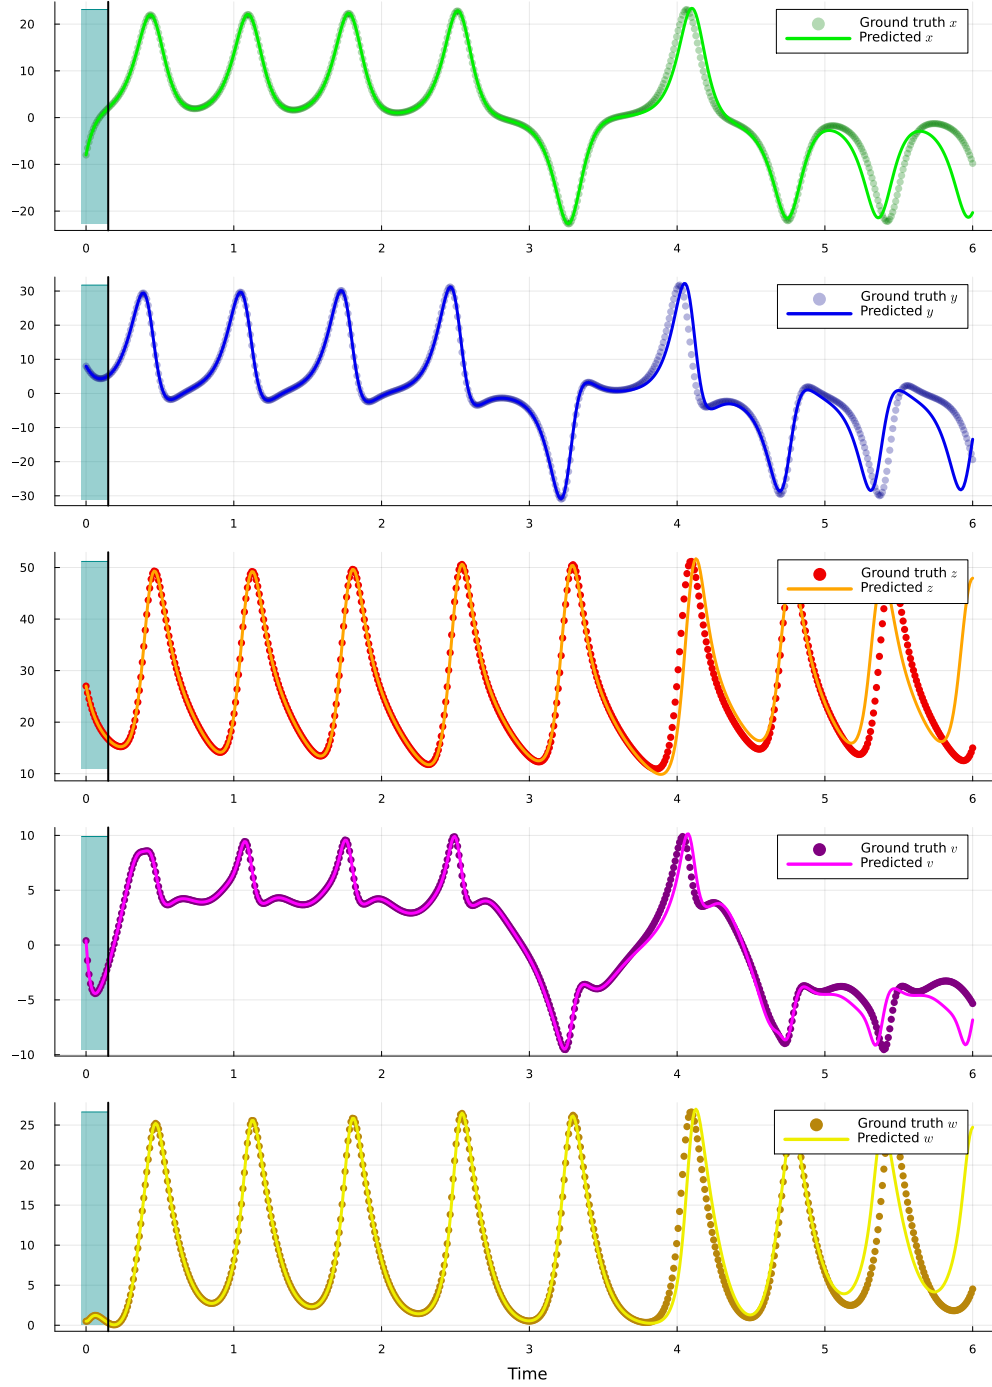 20
10
0
−10
−20
Ground truth x
Predicted x
0 1 2 3 4 5 6
30
20
10
0
−10
−20
−30
Ground truth y
Predicted y
0 1 2 3 4 5 6
50
40
30
20
10
Ground truth z
Predicted z
0 1 2 3 4 5 6
10
5
0
−5
−10
Ground truth v
Predicted v
0 1 2 3 4 5 6
25
20
15
10
5
0
Ground truth w
Predicted w
0 1 2 3 4 5 6
Time